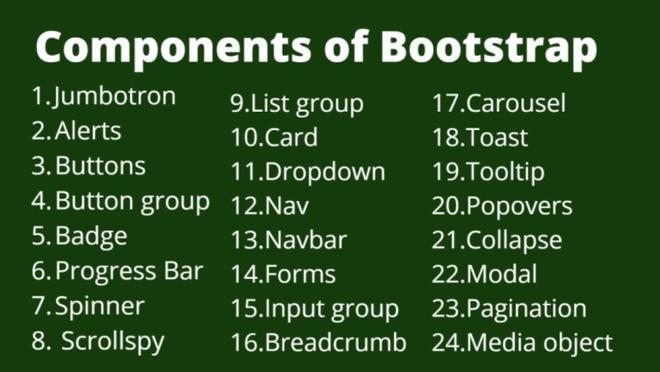 Components of Bootstrap
1.Jumbotron
2.Alerts
3.Buttons
4.Button group
5.Badge
6.Progress Bar
7.Spinner
8. Scrollspy
9.List group
10.Card
11.Dropdown
12.Nav
13.Navbar
14.Forms
15.Input group
16.Breadcrumb
17.Carousel
18.Toast
19.Tooltip
20.Popovers
21.Collapse
22.Modal
23.Pagination
24.Media object